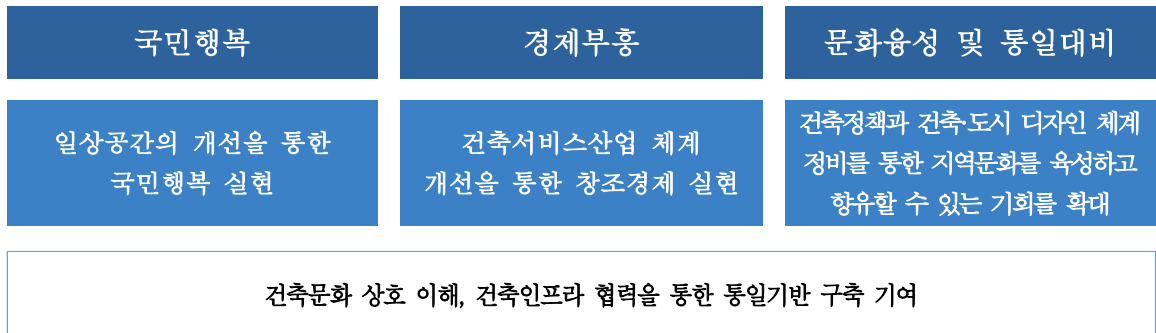 국민행복
경제부흥
문화융성 및 통일대비
일상공간의 개선을 통한
국민행복 실현
건축서비스산업 체계
개선을 통한 창조경제 실현
건축정책과 건축·도시 디자인 체계
정비를 통한 지역문화를 육성하고
향유할 수 있는 기회를 확대
건축문화 상호 이해, 건축인프라 협력을 통한 통일기반 구축 기여